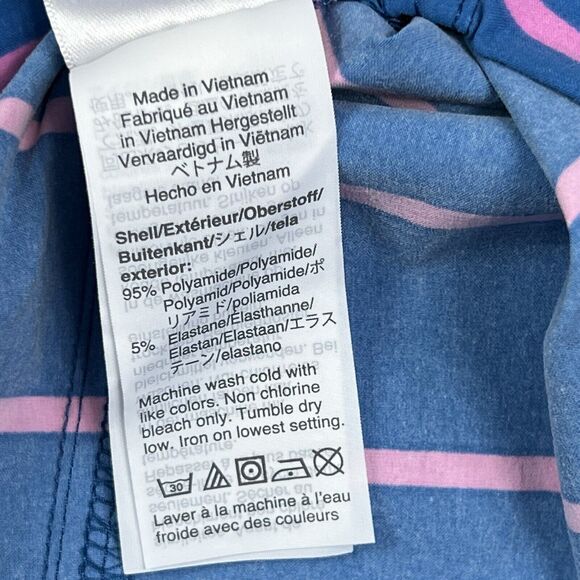 Made in Vietnam
Fabriqué au Vietnam
in Vietnam Hergestellt
Vervaardigd in Viëtnam
ベトナム製
Hecho en Vietnam
Shell/Extérieur/Oberstoff/
Buitenkant/シェル/tela
exterior:
95% Polyamide/Polyamide/
Polyamid/Polyamide/ポ
リアミド/poliamida
5% Elastane/Elasthanne/
Elastan/Elastaan/エラス
テーン/elastano
Machine wash cold with
like colors. Non chlorine
bleach only. Tumble dry
low. Iron on lowest setting.
30
Laver à la machine à l'eau
froide avec des couleurs